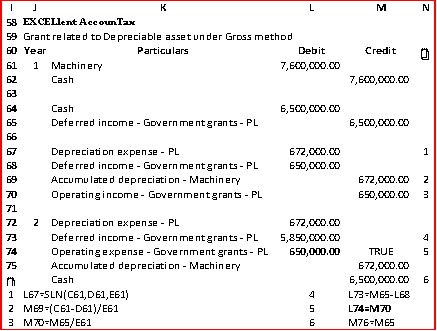 I J K L M N
58 EXCELlent AccounTax
59 Grant related to Depreciable asset under Gross method
60 Year Particulars Debit Credit
61 1 Machinery 7,600,000.00
62 Cash 7,600,000.00
63
64 Cash 6,500,000.00
65 Deferred income - Government grants - PL 6,500,000.00
66
67 Depreciation expense - PL 672,000.00 1
68 Deferred income - Government grants - PL 650,000.00
69 Accumulated depreciation - Machinery 672,000.00 2
70 Operating income - Government grants - PL 650,000.00 3
71
72 2 Depreciation expense - PL 672,000.00
73 Deferred income - Government grants - PL 5,850,000.00 4
74 Operating expense - Government grants - PL 650,000.00 TRUE 5
75 Accumulated depreciation - Machinery 672,000.00
Cash 6,500,000.00 6
1 L67=SLN(C61,D61,E61) 4 L73=M65-L68
2 M69=(C61-D61)/E61 5 L74=M70
3 M70=M65/E61 6 M76=M65